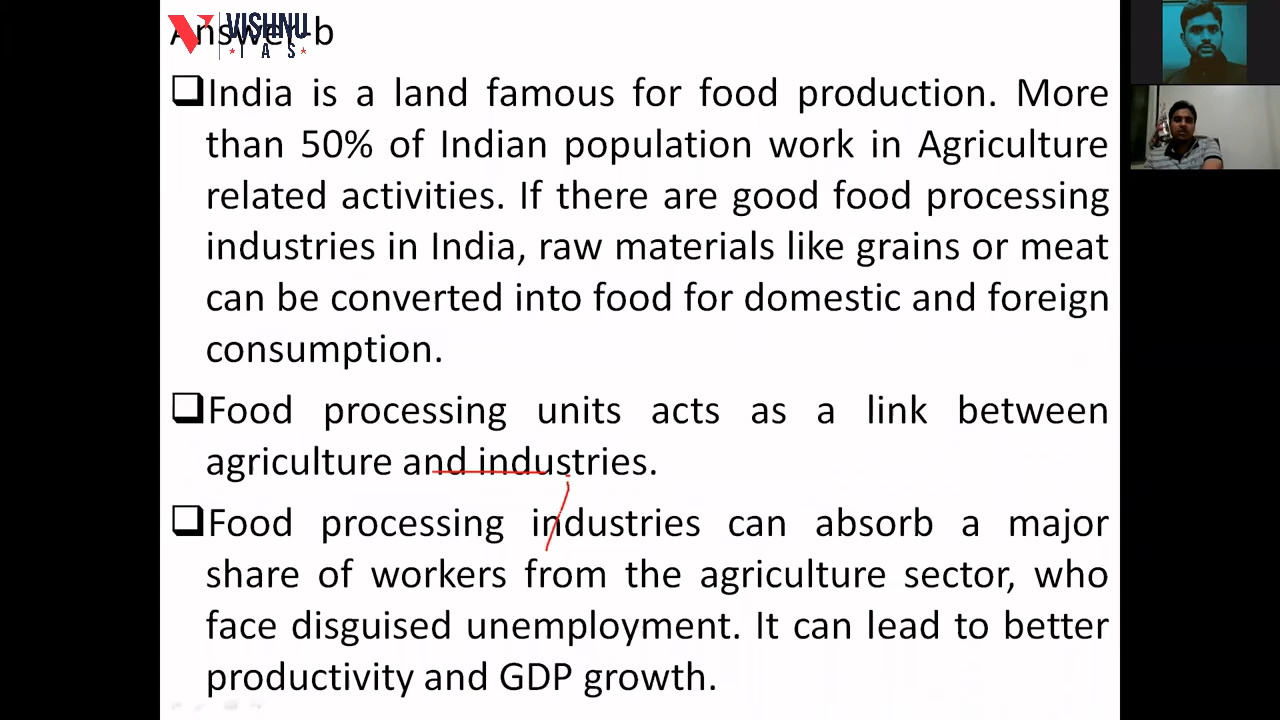 Answer-b
VISHNU
IAS
❑India is a land famous for food production. More
than 50% of Indian population work in Agriculture
related activities. If there are good food processing
industries in India, raw materials like grains or meat
can be converted into food for domestic and foreign
consumption.
❑Food processing units acts as a link between
agriculture and industries.
❑Food processing industries can absorb a major
share of workers from the agriculture sector, who
face disguised unemployment. It can lead to better
productivity and GDP growth.